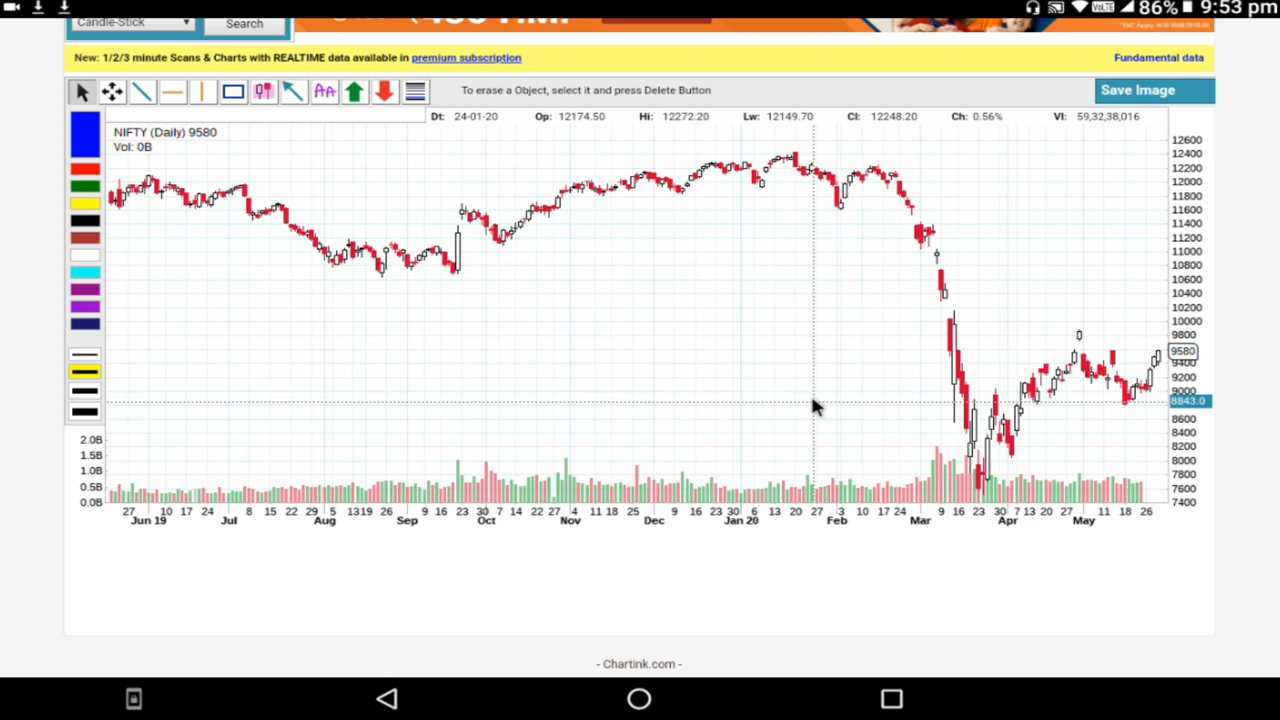 86% 9:53 pm
VoLTE
Candle-Stick
Search
New: 1/2/3 minute Scans & Charts with REALTIME data available in premium subscription
Fundamental data
To erase a Object, select it and press Delete Button
Save Image
Dt: 24-01-20 Op: 12174.50 Hi: 12272.20 Lw: 12149.70 Cl: 12248.20 Ch: 0.56% Vl: 59,32,38,016
NIFTY (Daily) 9580
Vol: 0B
12600
12400
12200
12000
11800
11600
11400
11200
11000
10800
10600
10400
10200
10000
9800
9580
9400
9200
9000
8843.0
8600
8400
8200
8000
7800
7600
7400
2.0B
1.5B
1.0B
0.5B
0.0B
27 10 17 24 8 15 22 29 5 13 19 26 9 16 23 30 7 14 22 27 4 11 18 25 9 16 23 30 6 13 20 27 3 10 17 24 9 16 23 30 7 13 20 27 11 18 26
Jun 19 Jul Aug Sep Oct Nov Dec Jan 20 Feb Mar Apr May
- Chartink.com -